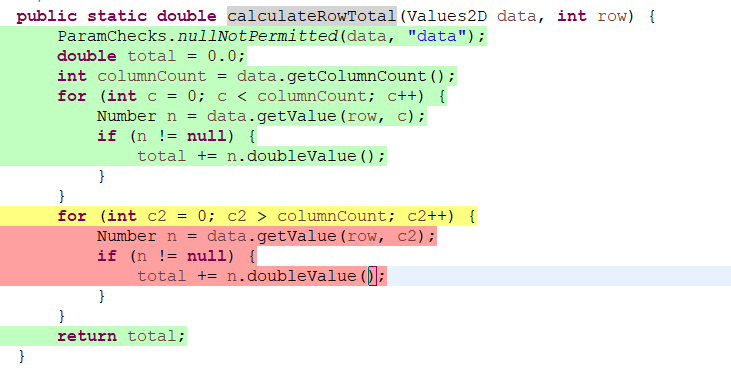 public static double calculateRowTotal(Values2D data, int row) {
    ParamChecks.nullNotPermitted(data, "data");
    double total = 0.0;
    int columnCount = data.getColumnCount();
    for (int c = 0; c < columnCount; c++) {
        Number n = data.getValue(row, c);
        if (n != null) {
            total += n.doubleValue();
        }
    }
    for (int c2 = 0; c2 > columnCount; c2++) {
        Number n = data.getValue(row, c2);
        if (n != null) {
            total += n.doubleValue();
        }
    }
    return total;
}